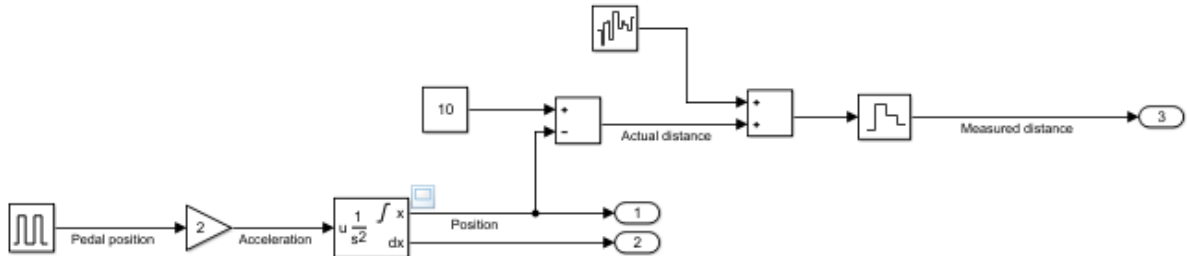 10
+
−
Actual distance
+
+
Measured distance
3
Pedal position
2
Acceleration
u 1/s2
∫ x
dx
Position
1
2